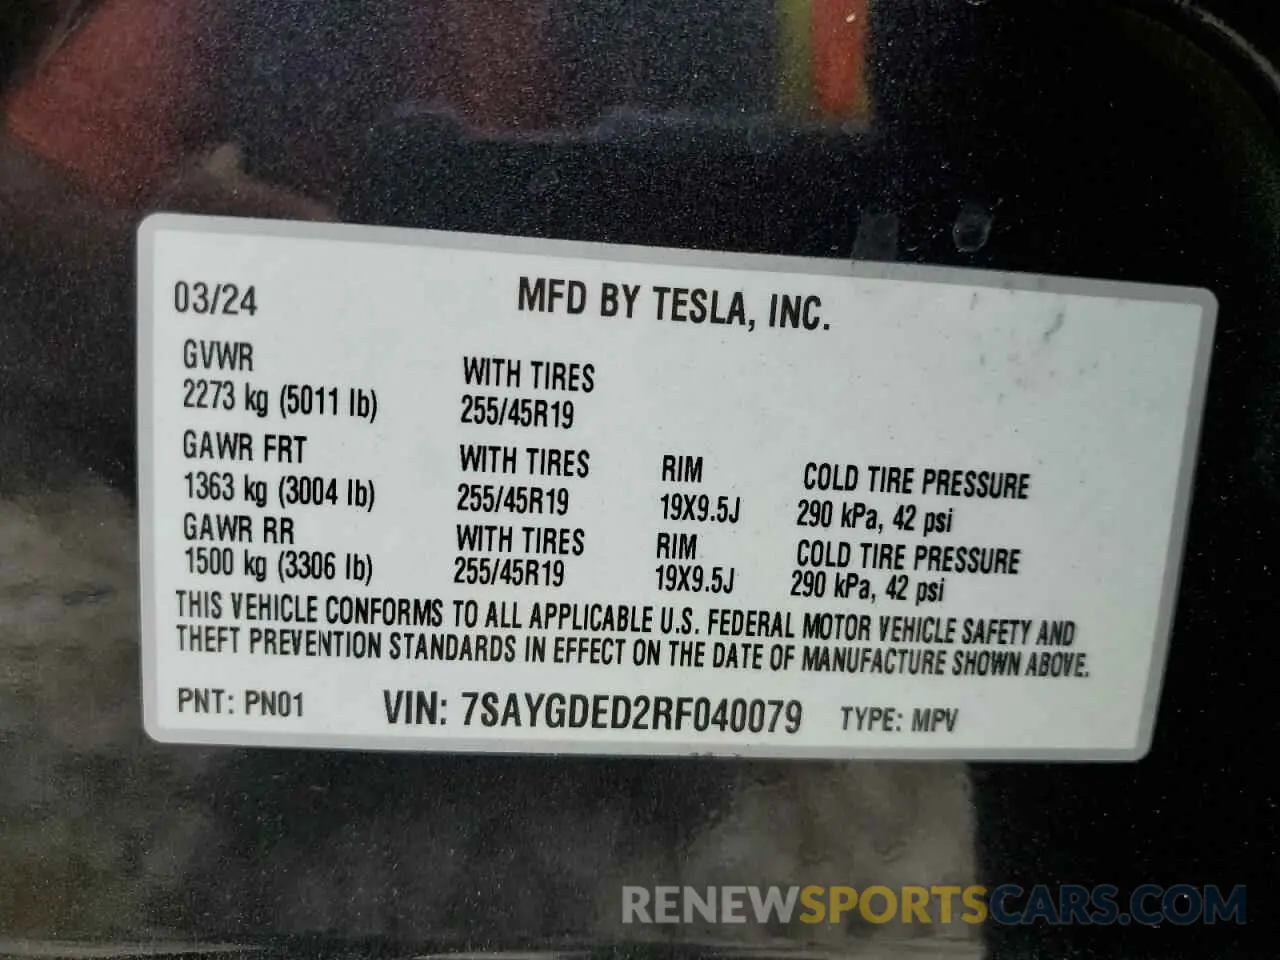 03/24 MFD BY TESLA, INC.
GVWR WITH TIRES
2273 kg (5011 lb) 255/45R19
GAWR FRT WITH TIRES RIM COLD TIRE PRESSURE
1363 kg (3004 lb) 255/45R19 19X9.5J 290 kPa, 42 psi
GAWR RR WITH TIRES RIM COLD TIRE PRESSURE
1500 kg (3306 lb) 255/45R19 19X9.5J 290 kPa, 42 psi
THIS VEHICLE CONFORMS TO ALL APPLICABLE U.S. FEDERAL MOTOR VEHICLE SAFETY AND
THEFT PREVENTION STANDARDS IN EFFECT ON THE DATE OF MANUFACTURE SHOWN ABOVE.
PNT: PN01 VIN: 7SAYGDED2RF040079 TYPE: MPV
RENEWSPORTSCARS.COM